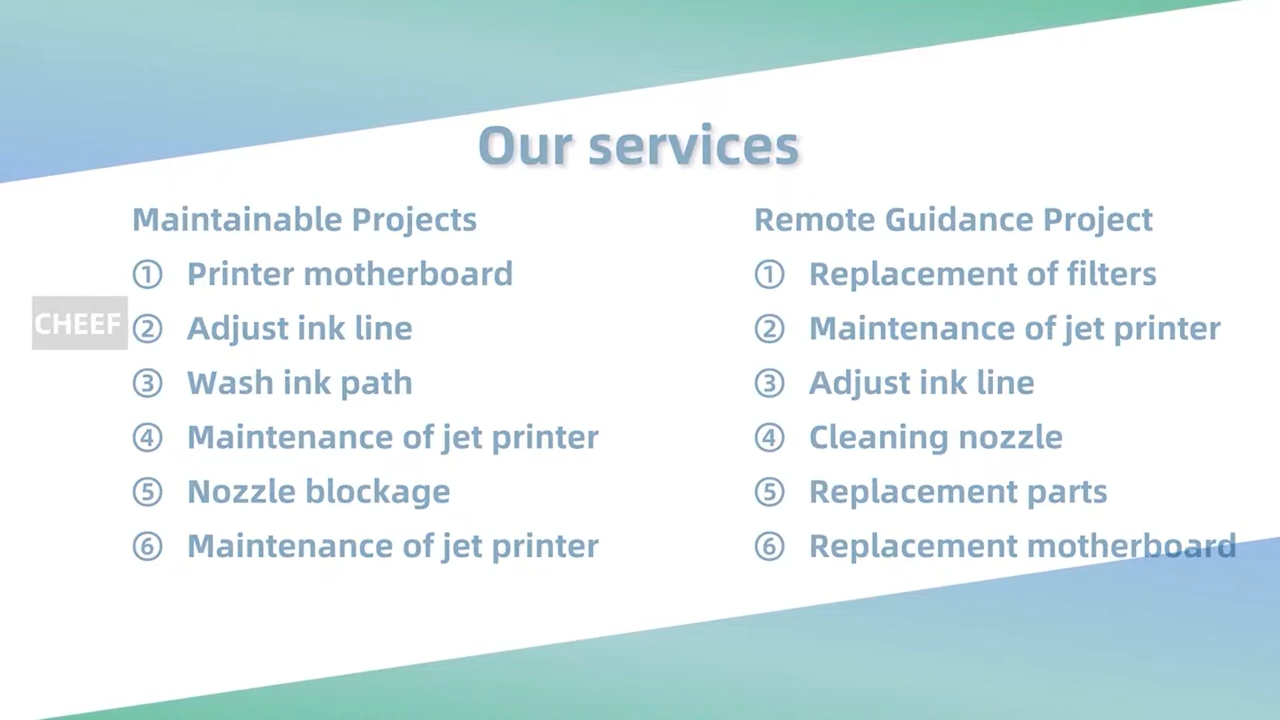 Our services
Maintainable Projects
① Printer motherboard
CHEEF
② Adjust ink line
③ Wash ink path
④ Maintenance of jet printer
⑤ Nozzle blockage
⑥ Maintenance of jet printer
Remote Guidance Project
① Replacement of filters
② Maintenance of jet printer
③ Adjust ink line
④ Cleaning nozzle
⑤ Replacement parts
⑥ Replacement motherboard